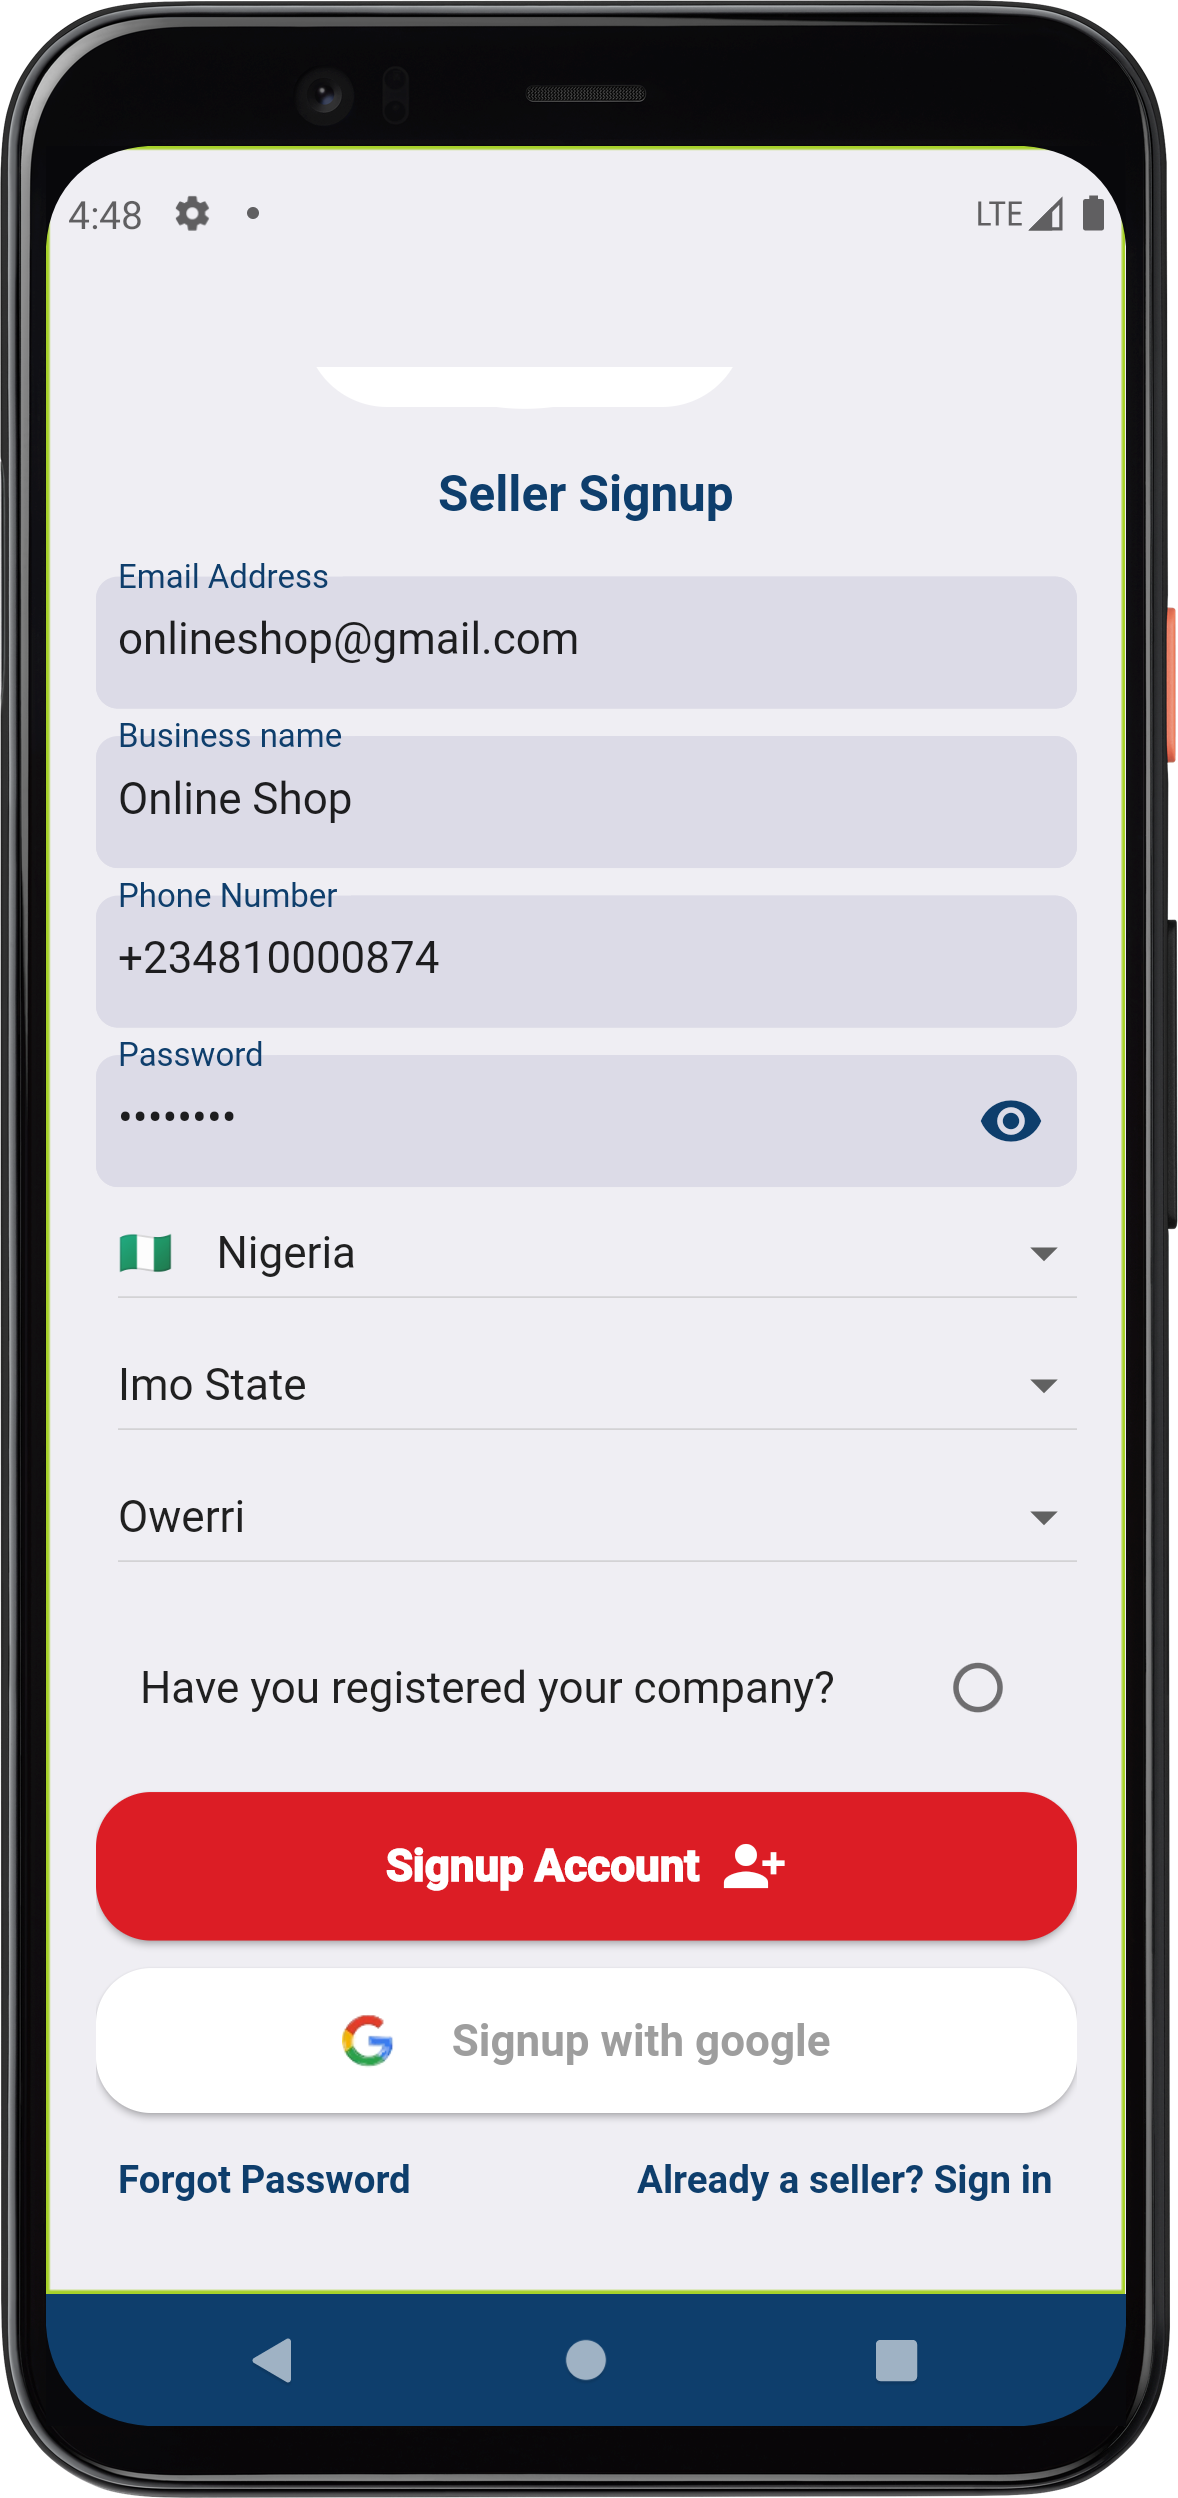 4:48 LTE
Seller Signup
Email Address
onlineshop@gmail.com
Business name
Online Shop
Phone Number
+234810000874
Password
••••••••
Nigeria
Imo State
Owerri
Have you registered your company?
Signup Account
Signup with google
Forgot Password Already a seller? Sign in